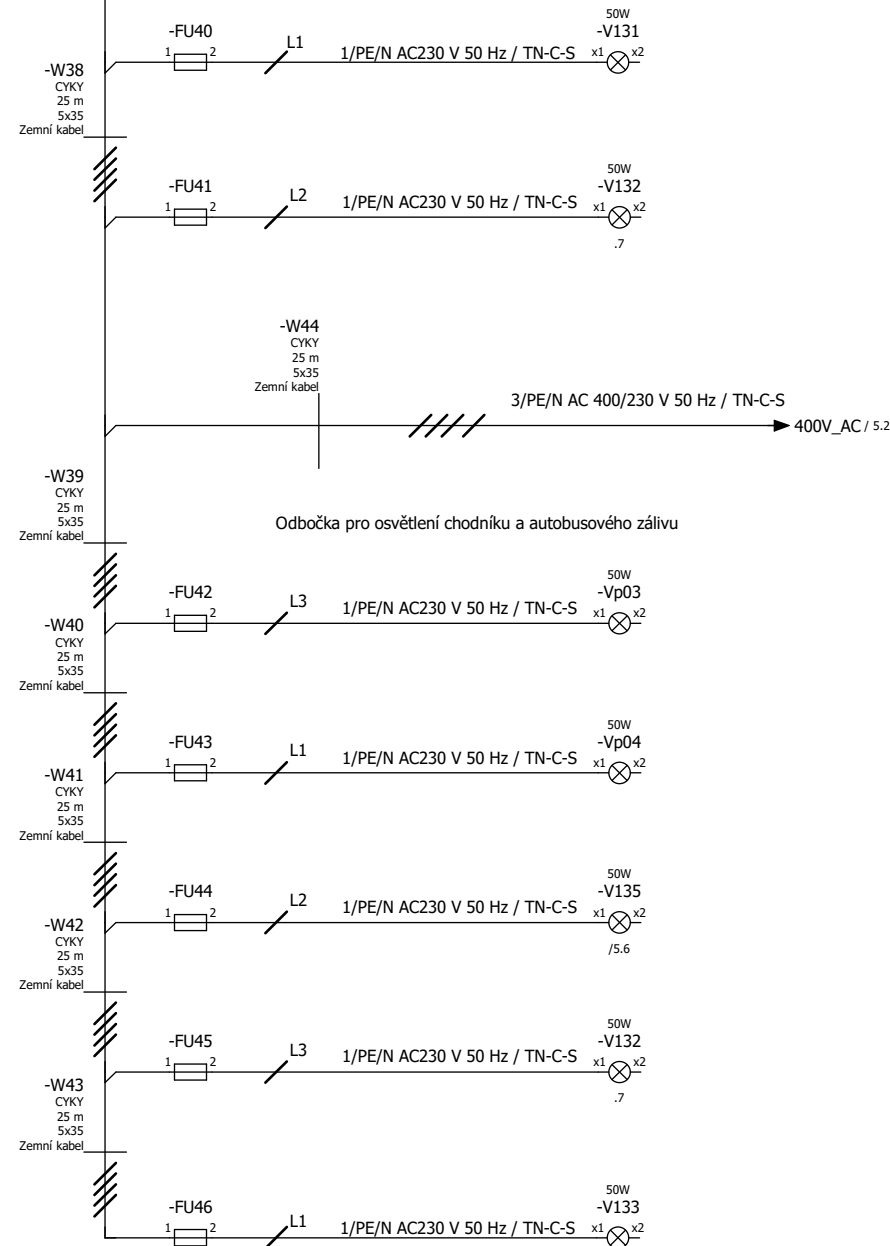 50W
-FU40
-V131
L1
1/PE/N AC230 V 50 Hz / TN-C-S
1 2
x1 x2
-W38
CYKY
25 m
5x35
Zemní kabel
50W
-FU41
-V132
L2
1/PE/N AC230 V 50 Hz / TN-C-S
1 2
x1 x2
.7
-W44
CYKY
25 m
5x35
Zemní kabel
3/PE/N AC 400/230 V 50 Hz / TN-C-S
400V_AC / 5.2
-W39
CYKY
25 m
5x35
Zemní kabel
Odbočka pro osvětlení chodníku a autobusového zálivu
50W
-FU42
-Vp03
L3
1/PE/N AC230 V 50 Hz / TN-C-S
1 2
x1 x2
-W40
CYKY
25 m
5x35
Zemní kabel
50W
-FU43
-Vp04
L1
1/PE/N AC230 V 50 Hz / TN-C-S
1 2
x1 x2
-W41
CYKY
25 m
5x35
Zemní kabel
50W
-FU44
-V135
L2
1/PE/N AC230 V 50 Hz / TN-C-S
1 2
x1 x2
/5.6
-W42
CYKY
25 m
5x35
Zemní kabel
50W
-FU45
-V132
L3
1/PE/N AC230 V 50 Hz / TN-C-S
1 2
x1 x2
.7
-W43
CYKY
25 m
5x35
Zemní kabel
50W
-FU46
-V133
L1
1/PE/N AC230 V 50 Hz / TN-C-S
1 2
x1 x2